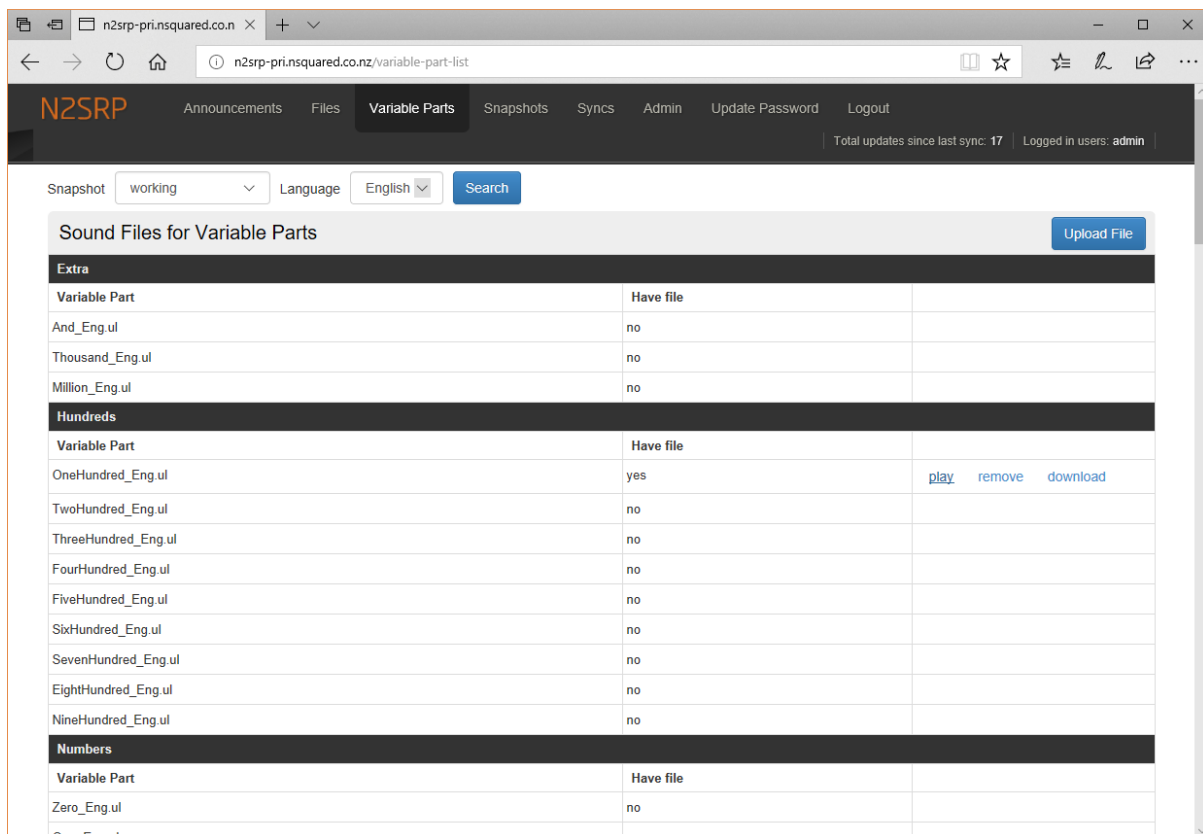 n2srp-pri.nsquared.co.n
n2srp-pri.nsquared.co.nz/variable-part-list
N2SRP Announcements Files Variable Parts Snapshots Syncs Admin Update Password Logout
Total updates since last sync: 17 Logged in users: admin
Snapshot working Language English Search
Sound Files for Variable Parts Upload File
Extra
Variable Part Have file
And_Eng.ul no
Thousand_Eng.ul no
Million_Eng.ul no
Hundreds
Variable Part Have file
OneHundred_Eng.ul yes play remove download
TwoHundred_Eng.ul no
ThreeHundred_Eng.ul no
FourHundred_Eng.ul no
FiveHundred_Eng.ul no
SixHundred_Eng.ul no
SevenHundred_Eng.ul no
EightHundred_Eng.ul no
NineHundred_Eng.ul no
Numbers
Variable Part Have file
Zero_Eng.ul no